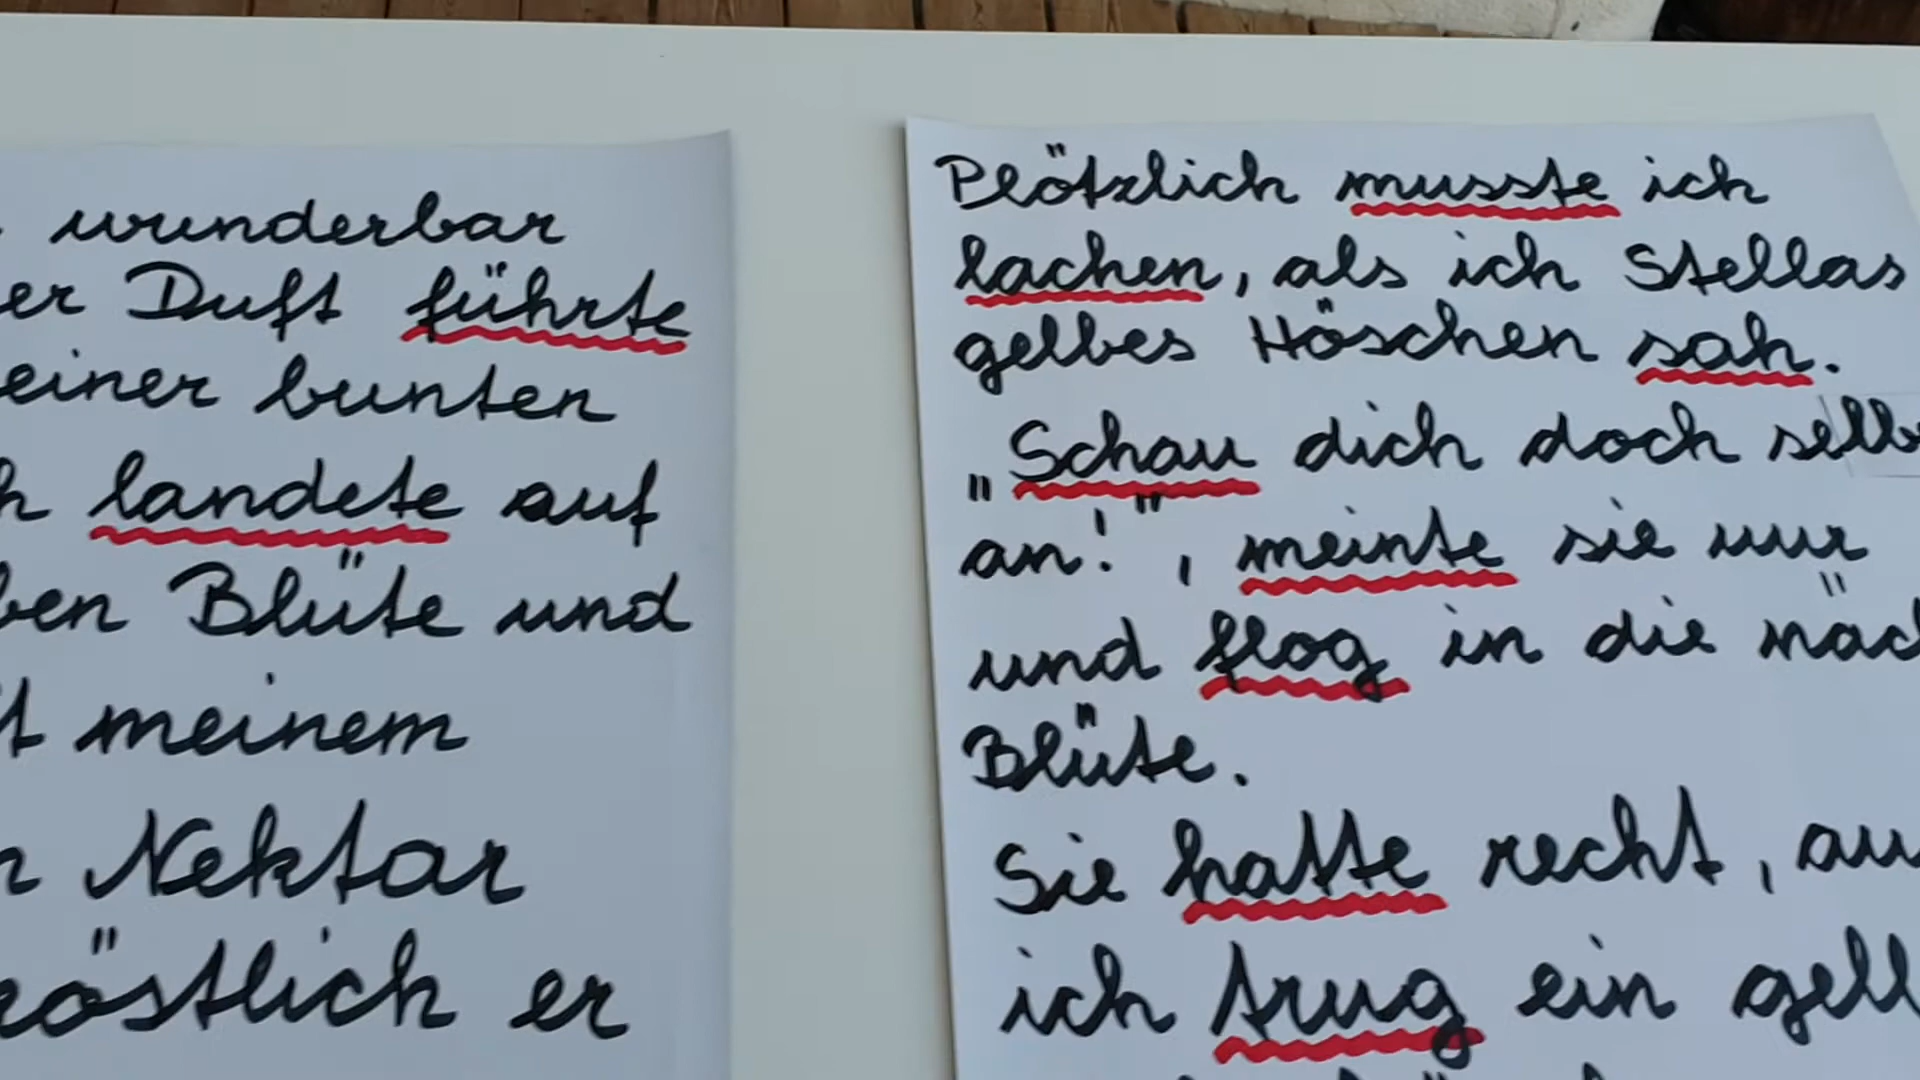 wunderbar
er Duft führte
einer bunten
landete auf
ben Blüte und
meinem
Nektar
köstlich er
Plötzlich musste ich
lachen, als ich Stellas
gelbes Höschen sah.
„Schau dich doch selb
an!", meinte sie nur
und flog in die näc
Blüte.
Sie hatte recht, au
ich trug ein gelb